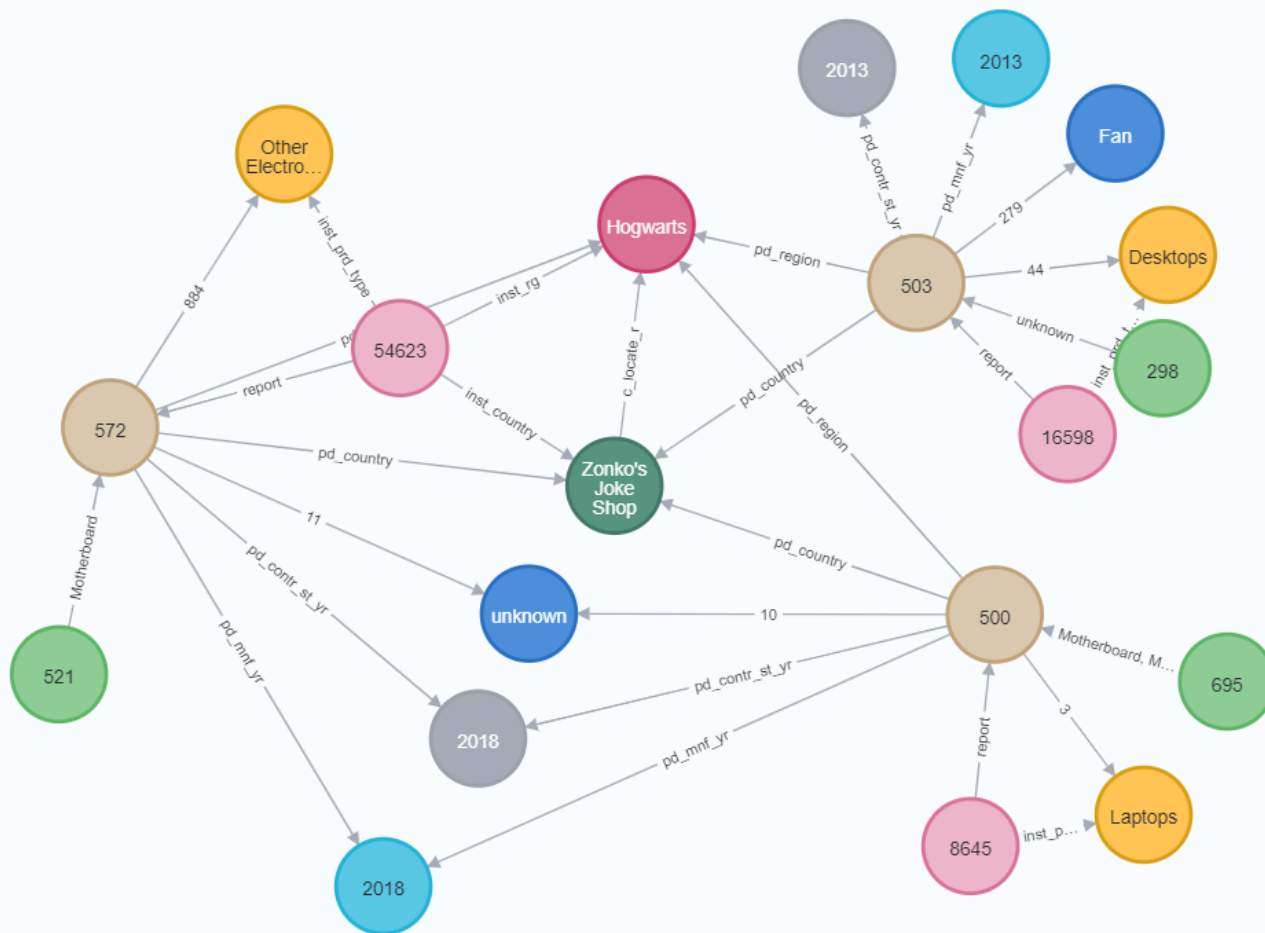 2013
2013
Other
Electro...
Fan
pd_contr_st_yr
pd_mnf_yr
279
Hogwarts
inst_prd_type
pd_region
503
44
Desktops
884
inst_rg
unknown
54623
report
c_locate_r
report
298
572
inst_country
pd_country
pd_region
16598
pd_country
Zonko's
Joke
Shop
11
pd_country
Motherboard
pd_contr_st_yr
unknown
10
500
Motherboard, M...
521
pd_mnf_yr
pd_contr_st_yr
695
2018
pd_mnf_yr
report
3
Laptops
8645
inst_p...
2018